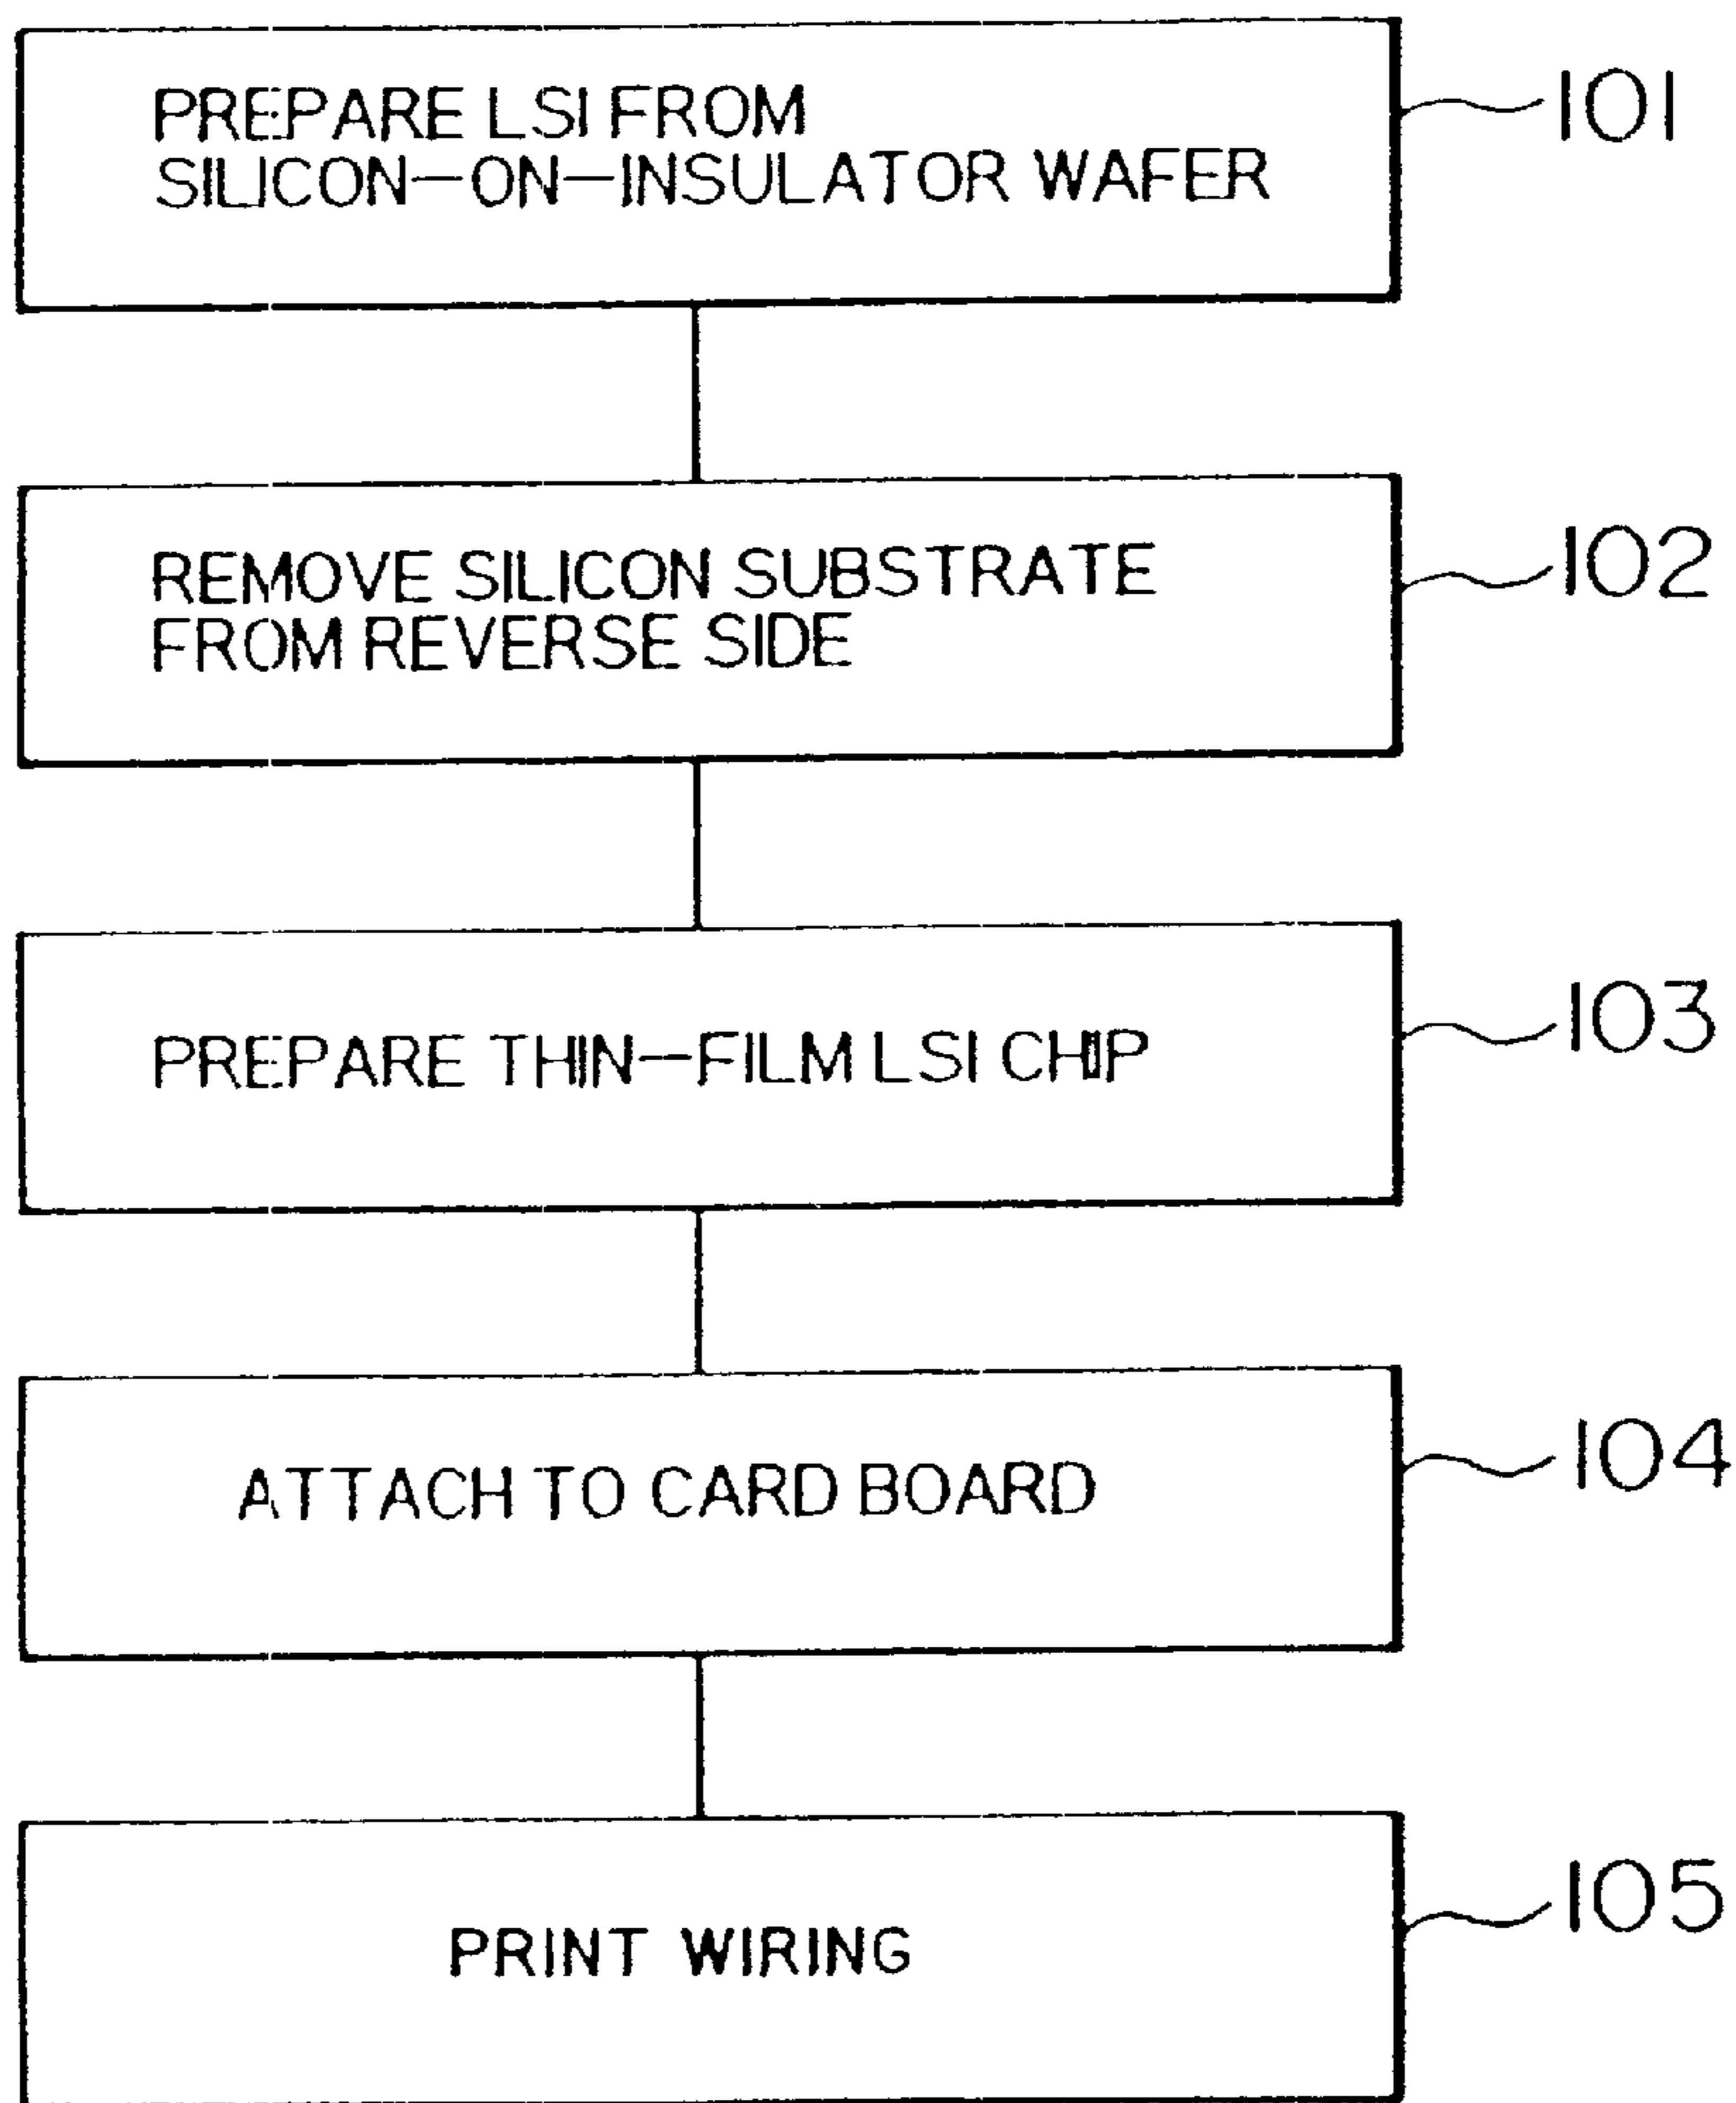 PREPARE LSI FROM
SILICON-ON-INSULATOR WAFER
101
REMOVE SILICON SUBSTRATE
FROM REVERSE SIDE
102
PREPARE THIN-FILM LSI CHIP
103
ATTACH TO CARD BOARD
104
PRINT WIRING
105